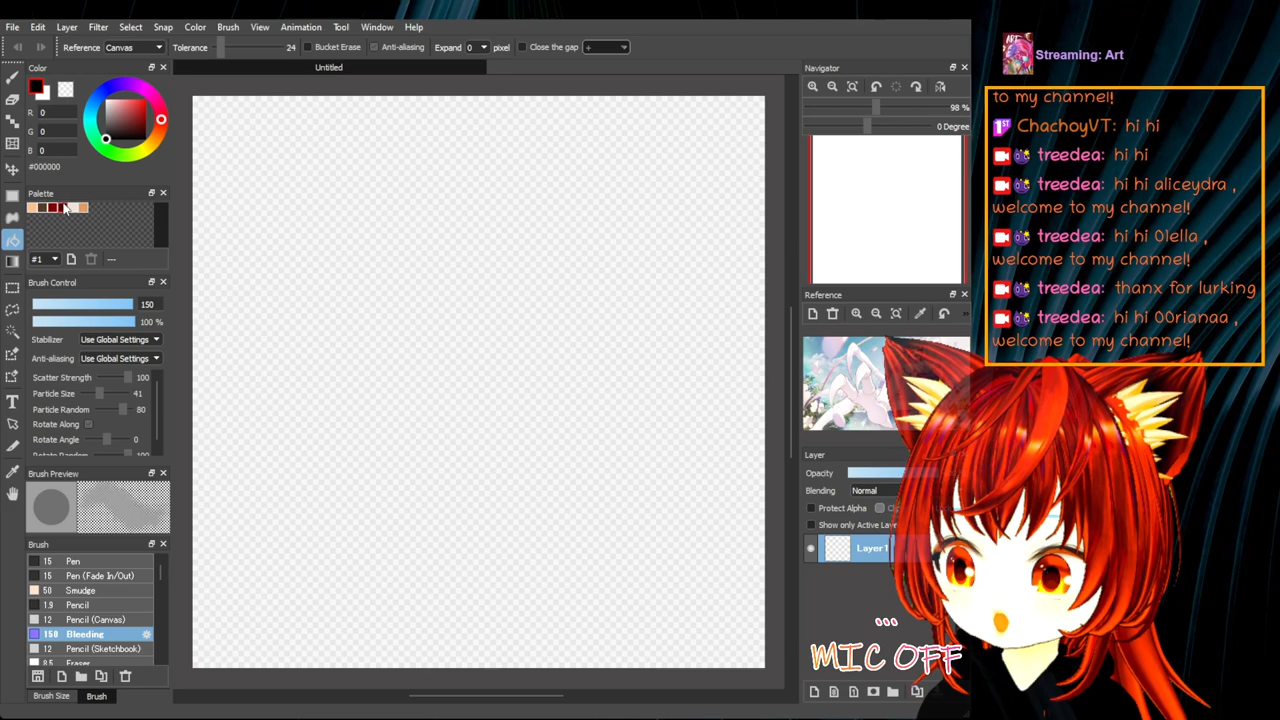 File Edit Layer Filter Select Snap Color Brush View Animation Tool Window Help
Reference Canvas Tolerance 24 Bucket Erase Anti-aliasing Expand 0 pixel Close the gap +
Color
Untitled
R 0
G 0
B 0
#000000
Palette
#1 ---
Brush Control
150
100 %
Stabilizer Use Global Settings
Anti-aliasing Use Global Settings
Scatter Strength 100
Particle Size 41
Particle Random 80
Rotate Along
Rotate Angle 0
100
Brush Preview
Brush
15 Pen
15 Pen (Fade In/Out)
50 Smudge
1.9 Pencil
12 Pencil (Canvas)
150 Bleeding
12 Pencil (Sketchbook)
8.5 Eraser
Brush Size Brush
Navigator
98 %
0 Degree
Reference
Layer
Opacity
Blending Normal
Protect Alpha
Show only Active
Layer1
ART
Streaming: Art
to my channel!
1ST ChachoyVT: hi hi
treedea: hi hi
treedea: hi hi aliceydra ,
welcome to my channel!
treedea: hi hi 01ella ,
welcome to my channel!
treedea: thanx for lurking
treedea: hi hi 00rianaa ,
welcome to my channel!
...
MIC OFF